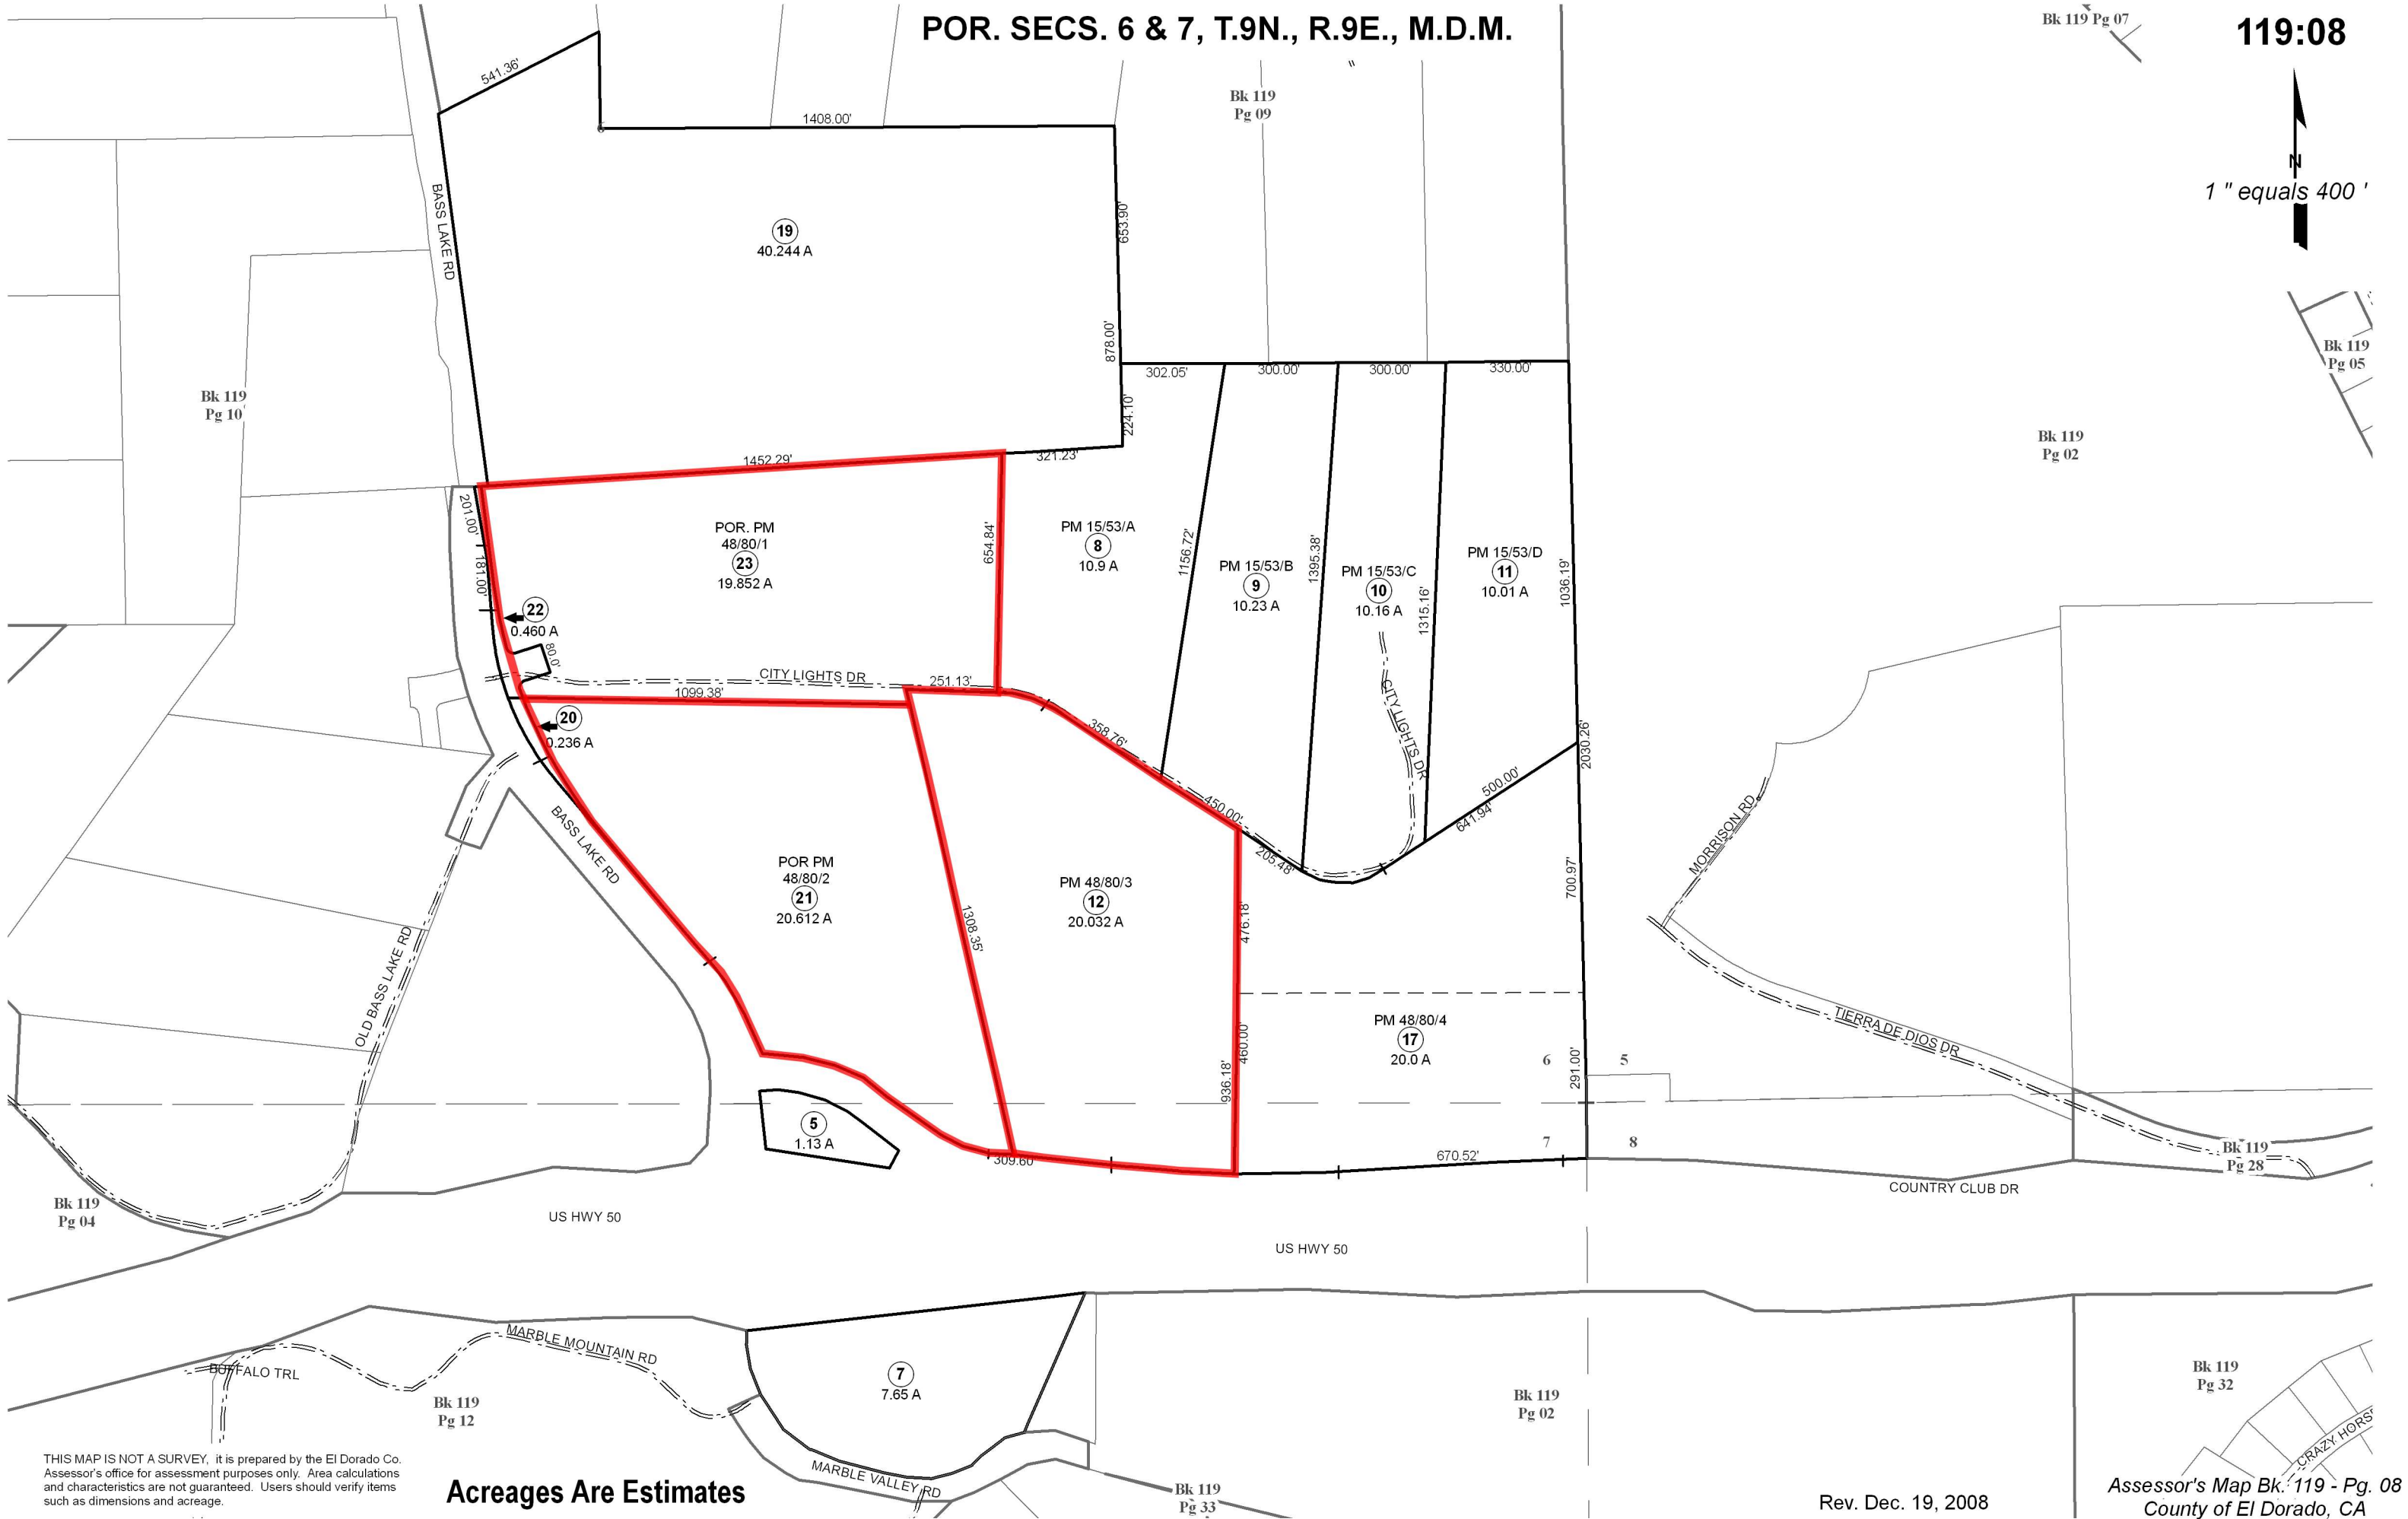 POR. SECS. 6 & 7, T.9N., R.9E., M.D.M.
Bk 119 Pg 07
119:08
N
1 " equals 400 '
541.36'
1408.00'
Bk 119
Pg 09
BASS LAKE RD
653.90'
19
40.244 A
878.00'
Bk 119
Pg 05
302.05'
300.00'
300.00'
330.00'
Bk 119
Pg 10
224.10'
Bk 119
Pg 02
1452.29'
321.23'
201.00'
181.00'
POR. PM
48/80/1
23
19.852 A
654.84'
PM 15/53/A
8
10.9 A
1156.72'
PM 15/53/B
9
10.23 A
1395.38'
PM 15/53/C
10
10.16 A
1315.16'
PM 15/53/D
11
10.01 A
1036.19'
22
0.460 A
80.0'
CITY LIGHTS DR
1099.38'
251.13'
CITY LIGHTS DR
20
0.236 A
358.76'
2030.26'
500.00'
641.94'
450.00'
205.48'
BASS LAKE RD
MORRISON RD
POR PM
48/80/2
21
20.612 A
1308.35'
PM 48/80/3
12
20.032 A
476.18'
700.97'
OLD BASS LAKE RD
PM 48/80/4
17
20.0 A
460.00'
936.18'
291.00'
6
5
TIERRA DE DIOS DR
5
1.13 A
7
8
309.60'
670.52'
Bk 119
Pg 28
COUNTRY CLUB DR
Bk 119
Pg 04
US HWY 50
US HWY 50
MARBLE MOUNTAIN RD
BUFFALO TRL
7
7.65 A
Bk 119
Pg 12
Bk 119
Pg 02
Bk 119
Pg 32
CRAZY HORSE
MARBLE VALLEY RD
Bk 119
Pg 33
THIS MAP IS NOT A SURVEY, it is prepared by the El Dorado Co.
Assessor's office for assessment purposes only. Area calculations
and characteristics are not guaranteed. Users should verify items
such as dimensions and acreage.
Acreages Are Estimates
Rev. Dec. 19, 2008
Assessor's Map Bk. 119 - Pg. 08
County of El Dorado, CA